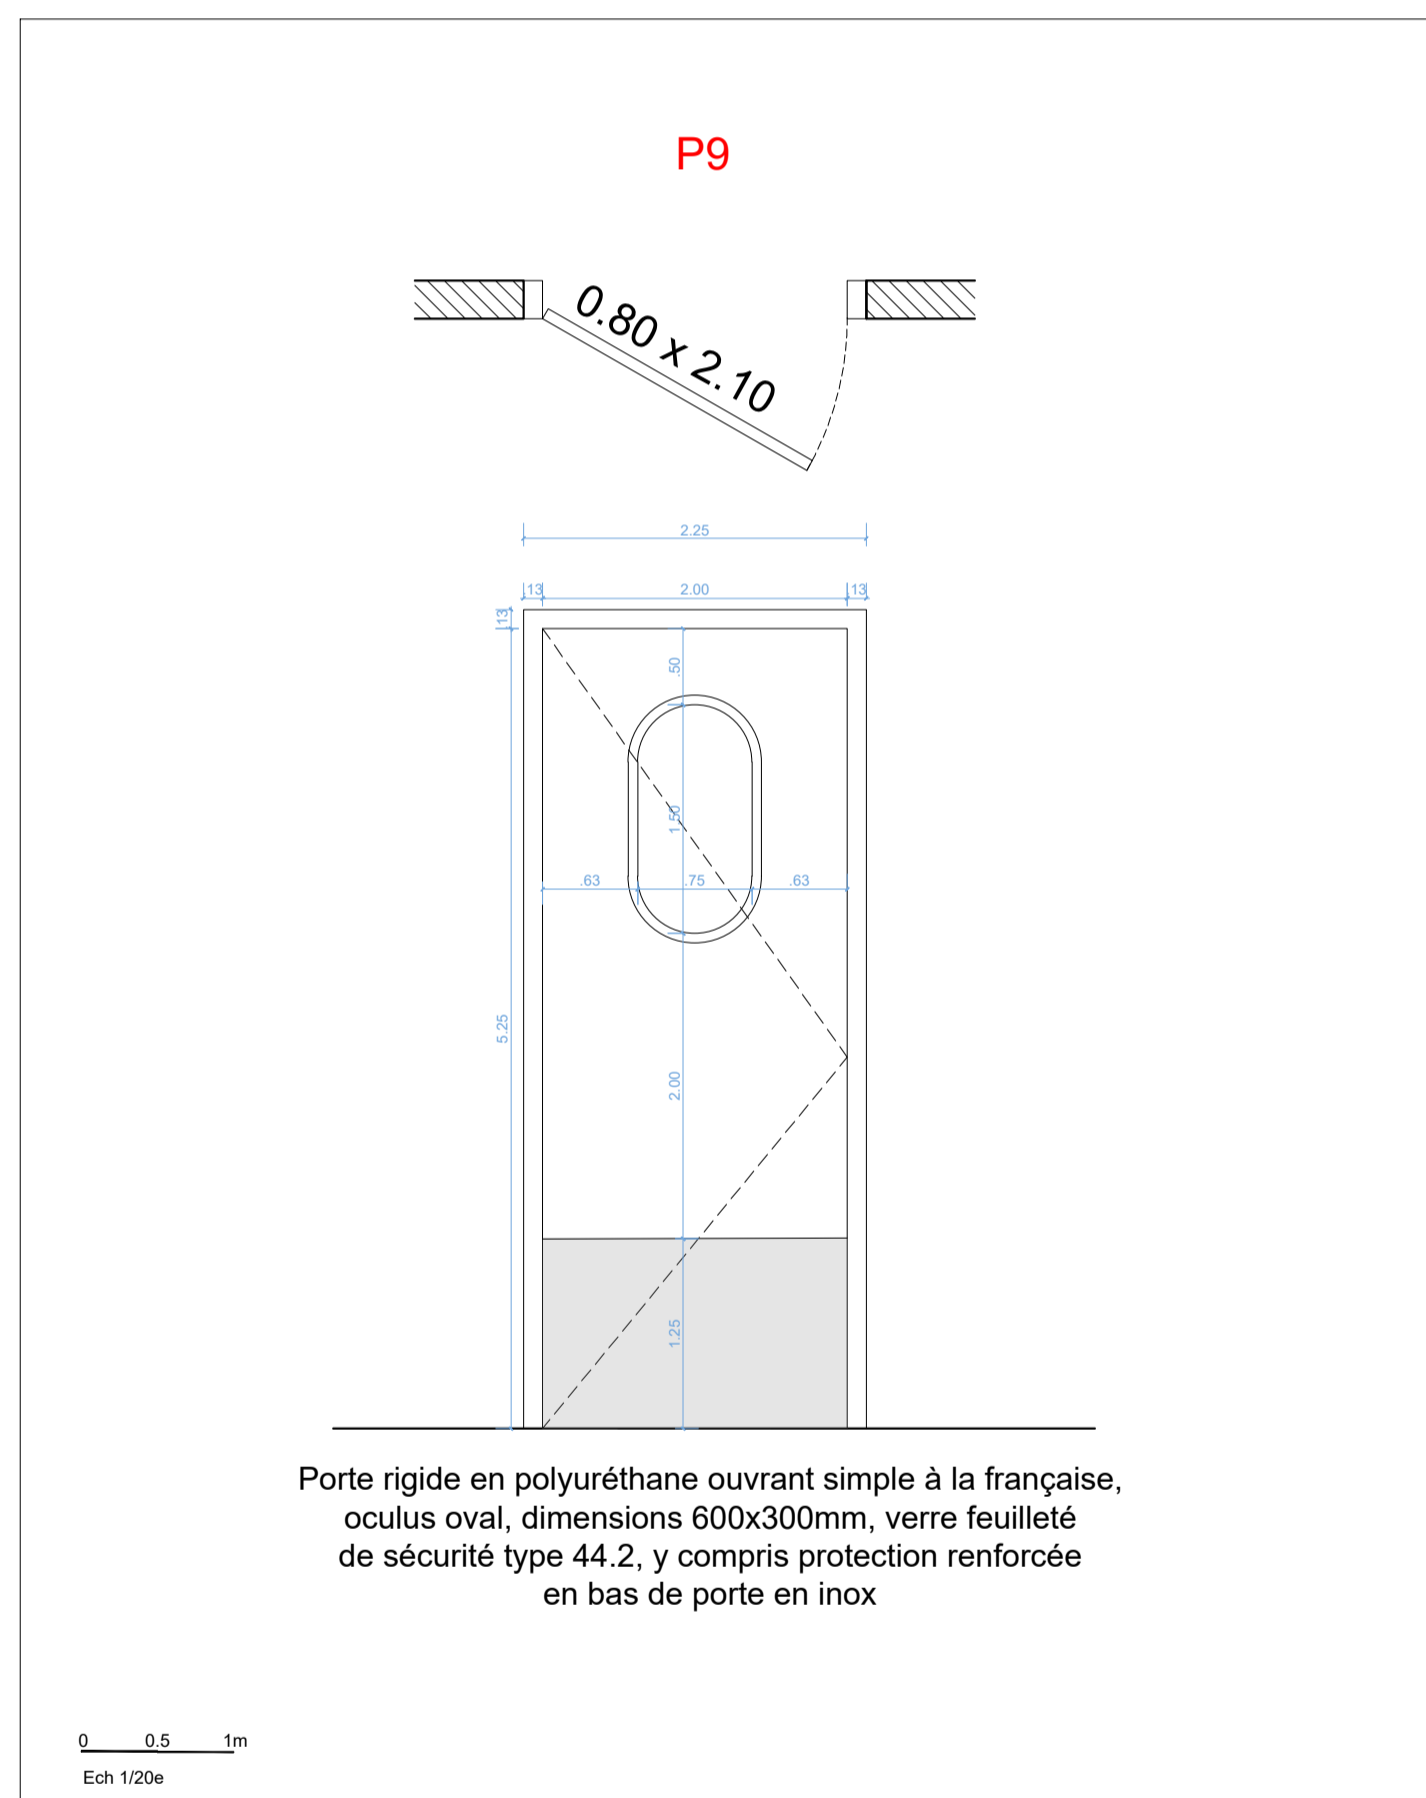 P9
0.80 x 2.10
2.25
.13 2.00 .13
.13
.50
1.50
.63 .75 .63
5.25
2.00
1.25
Porte rigide en polyuréthane ouvrant simple à la française,
oculus oval, dimensions 600x300mm, verre feuilleté
de sécurité type 44.2, y compris protection renforcée
en bas de porte en inox
0 0.5 1m
Ech 1/20e